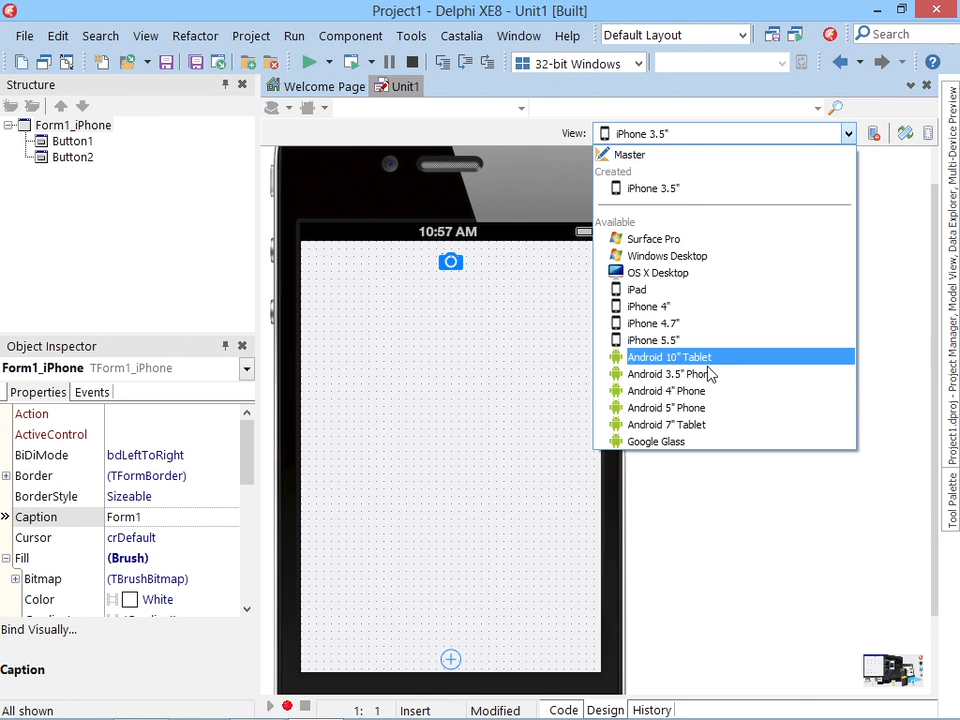 Project1 - Delphi XE8 - Unit1 [Built]
File Edit Search View Refactor Project Run Component Tools Castalia Window Help Default Layout Search
32-bit Windows
Structure
Welcome Page Unit1
Form1_iPhone
Button1
Button2
View: iPhone 3.5"
Master
Created
iPhone 3.5"
Available
Surface Pro
Windows Desktop
OS X Desktop
iPad
iPhone 4"
iPhone 4.7"
iPhone 5.5"
Android 10" Tablet
Android 3.5" Phon
Android 4" Phone
Android 5" Phone
Android 7" Tablet
Google Glass
10:57 AM
Object Inspector
Form1_iPhone TForm1_iPhone
Properties Events
Action
ActiveControl
BiDiMode bdLeftToRight
Border (TFormBorder)
BorderStyle Sizeable
Caption Form1
Cursor crDefault
Fill (Brush)
Bitmap (TBrushBitmap)
Color White
Bind Visually...
Caption
All shown
1: 1 Insert Modified Code Design History
Project1.dproj - Project Manager, Model View, Data Explorer, Multi-Device Preview
Tool Palette